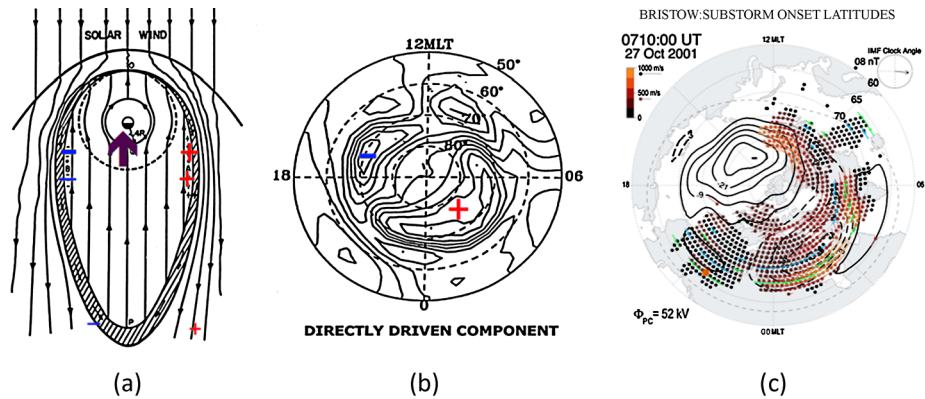 SOLAR WIND
(a)
12MLT
50°
60°
70
80°
18
06
0
DIRECTLY DRIVEN COMPONENT
(b)
BRISTOW:SUBSTORM ONSET LATITUDES
0710:00 UT
27 Oct 2001
1000 m/s
500 m/s
0
12 MLT
IMF Clock Angle
08 nT
60
65
70
-3
-21
-9
18
06
00 MLT
ΦPC = 52 kV
(c)